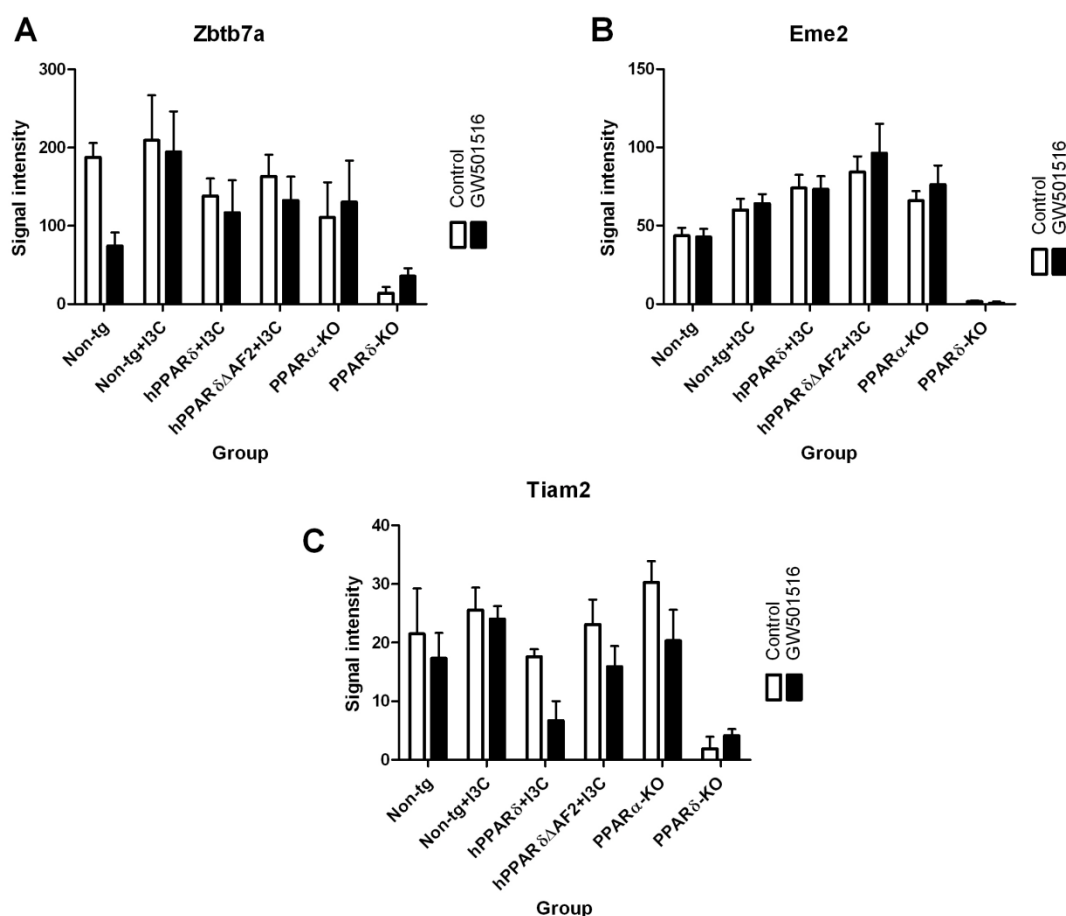 A
Zbtb7a
300
200
100
0
Signal intensity
Non-tg
Non-tg+I3C
hPPARδ+I3C
hPPARδΔAF2+I3C
PPARα-KO
PPARδ-KO
Group
Control
GW501516
B
Eme2
150
100
50
0
Signal intensity
Non-tg
Non-tg+I3C
hPPARδ+I3C
hPPARδΔAF2+I3C
PPARα-KO
PPARδ-KO
Group
Control
GW501516
C
Tiam2
40
30
20
10
0
Signal intensity
Non-tg
Non-tg+I3C
hPPARδ+I3C
hPPARδΔAF2+I3C
PPARα-KO
PPARδ-KO
Group
Control
GW501516